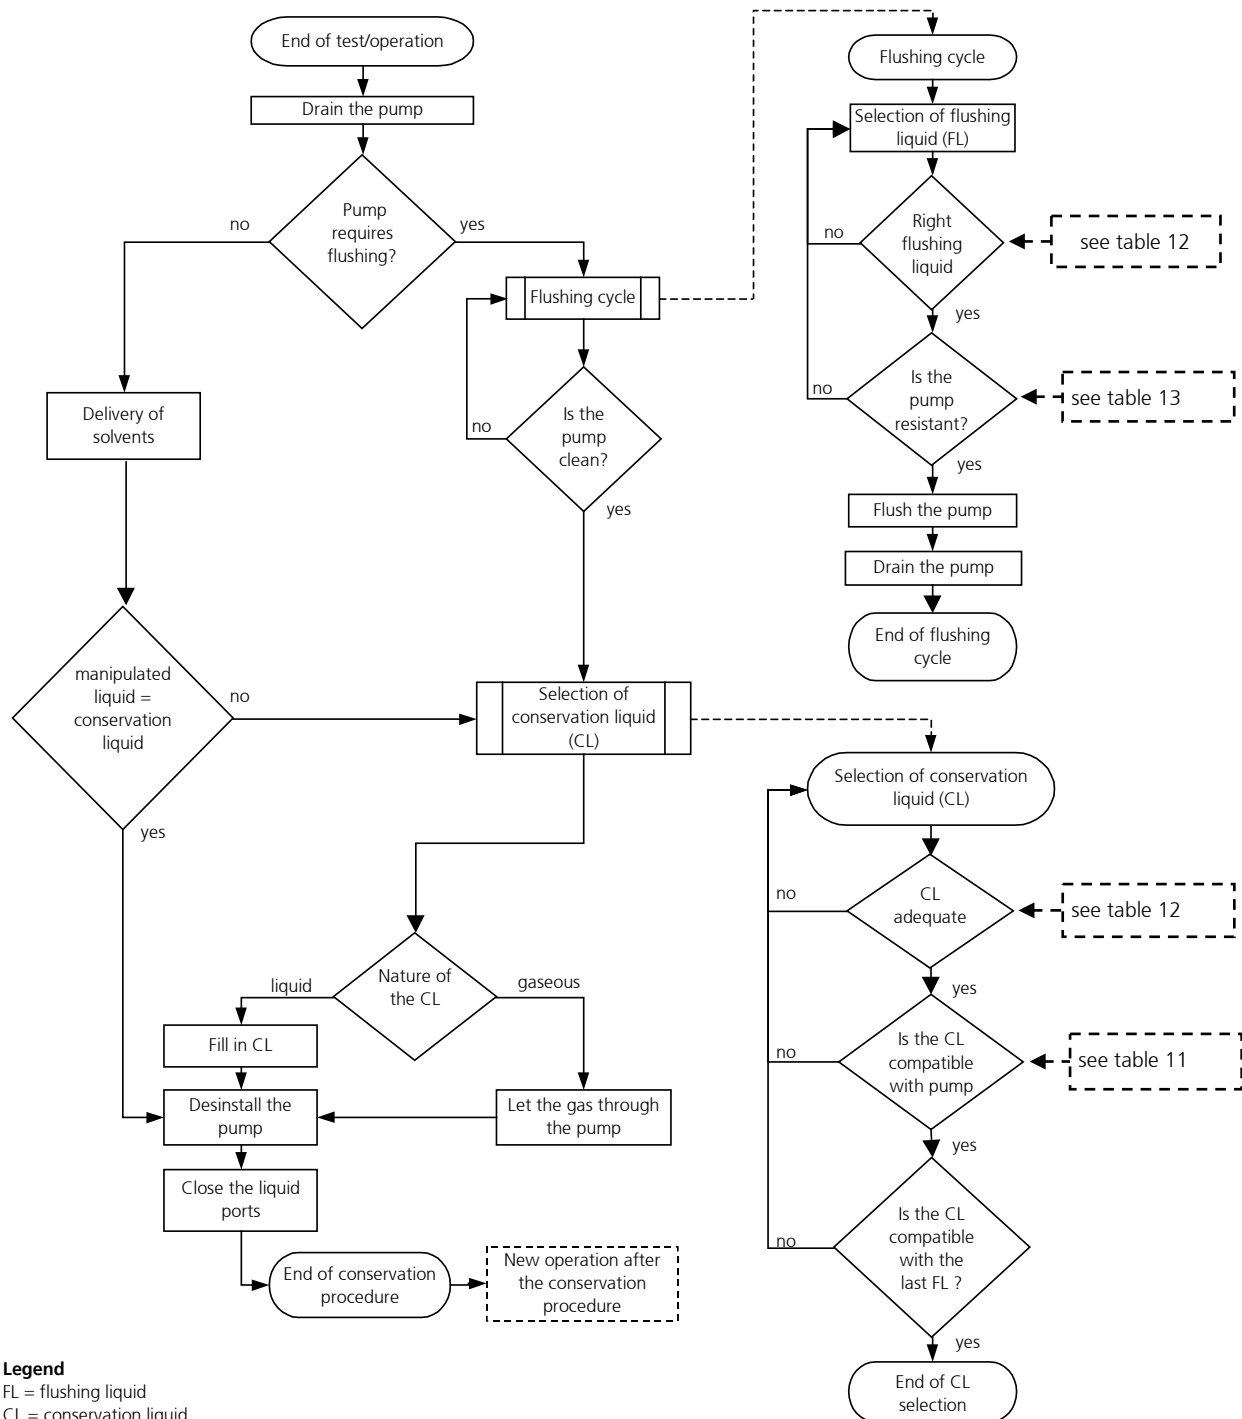 End of test/operation
Drain the pump
Pump
requires
flushing?
no
yes
Flushing cycle
Is the
pump
clean?
no
yes
Delivery of
solvents
manipulated
liquid =
conservation
liquid
no
yes
Selection of
conservation liquid
(CL)
Nature of
the CL
liquid
gaseous
Fill in CL
Desinstall the
pump
Let the gas through
the pump
Close the liquid
ports
End of conservation
procedure
New operation after
the conservation
procedure
Flushing cycle
Selection of flushing
liquid (FL)
Right
flushing
liquid
no
see table 12
yes
Is the
pump
resistant?
no
see table 13
yes
Flush the pump
Drain the pump
End of flushing
cycle
Selection of conservation
liquid (CL)
CL
adequate
no
see table 12
yes
Is the CL
compatible
with pump
no
see table 11
yes
Is the CL
compatible
with the
last FL ?
no
yes
End of CL
selection
Legend
FL = flushing liquid
CL = conservation liquid